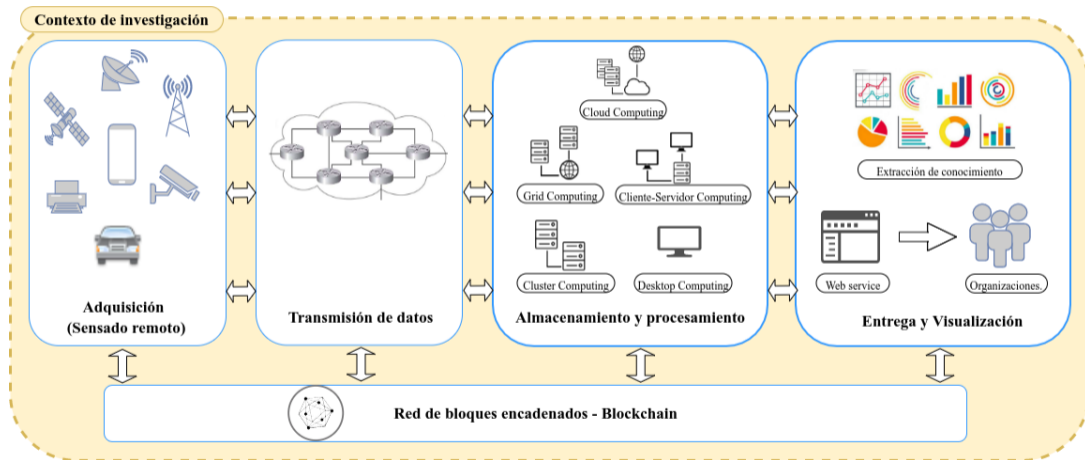 Contexto de investigación
Adquisición
(Sensado remoto)
Transmisión de datos
Cloud Computing
Grid Computing
Cliente-Servidor Computing
Cluster Computing
Desktop Computing
Almacenamiento y procesamiento
Extracción de conocimiento
Web service
Organizaciones.
Entrega y Visualización
Red de bloques encadenados - Blockchain